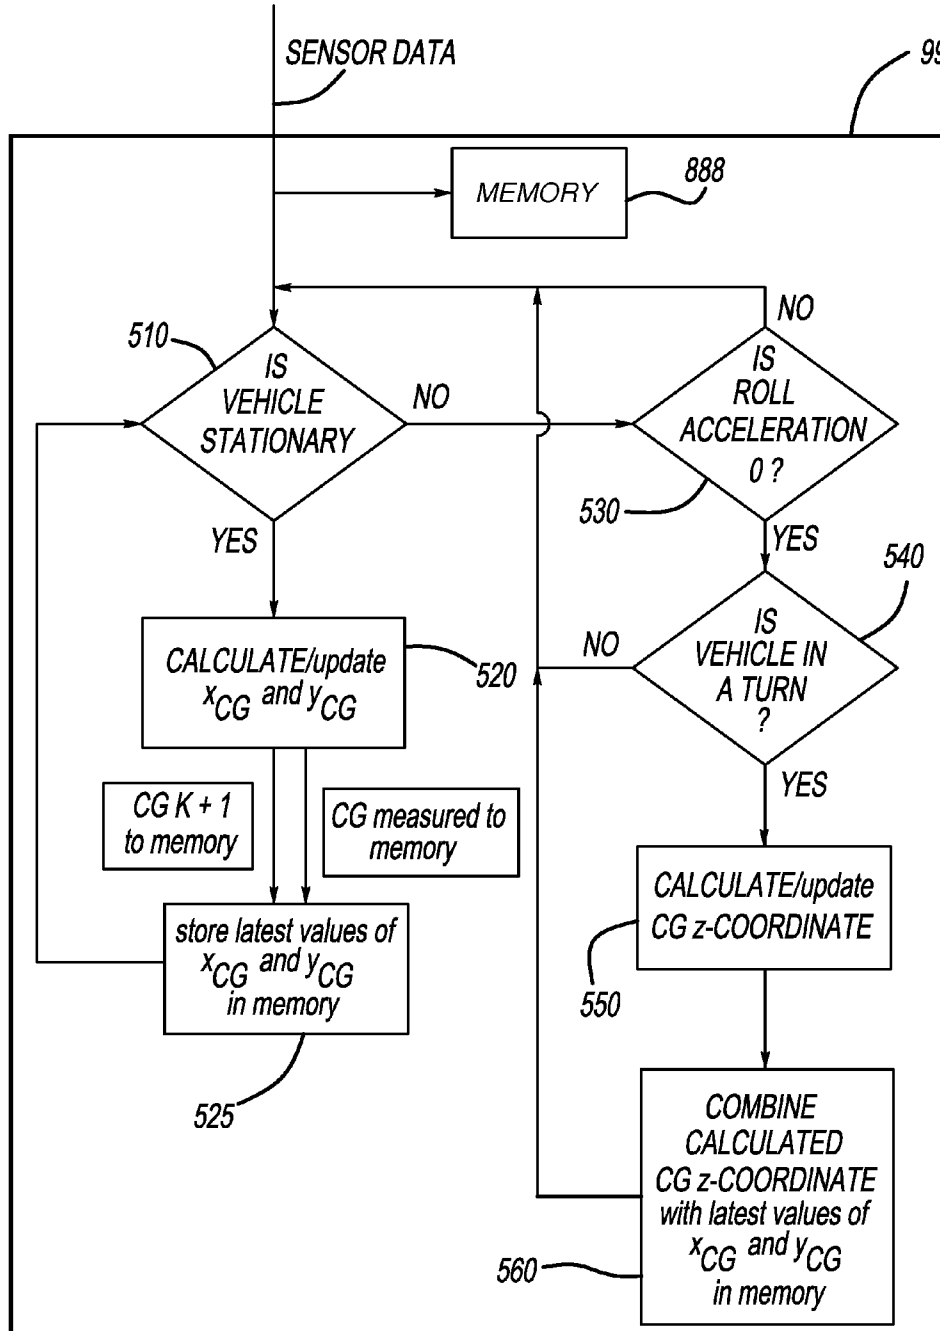 SENSOR DATA
99
MEMORY
888
510
IS
VEHICLE
STATIONARY
NO
YES
NO
IS
ROLL
ACCELERATION
0 ?
530
YES
540
IS
VEHICLE IN
A TURN
?
NO
YES
CALCULATE/update
xCG and yCG
520
CG K + 1
to memory
CG measured to
memory
store latest values of
xCG and yCG
in memory
525
CALCULATE/update
CG z-COORDINATE
550
COMBINE
CALCULATED
CG z-COORDINATE
with latest values of
xCG and yCG
in memory
560